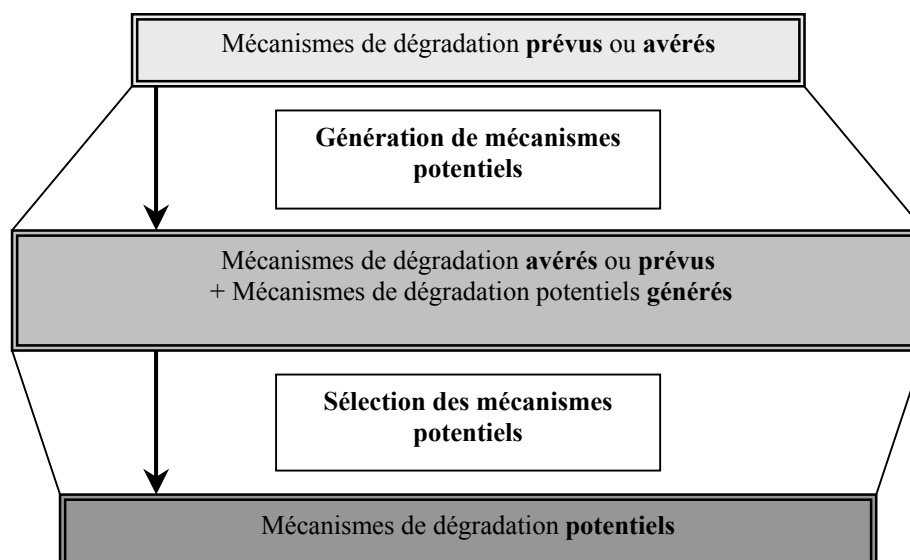 Mécanismes de dégradation prévus ou avérés
Génération de mécanismes
potentiels
Mécanismes de dégradation avérés ou prévus
+ Mécanismes de dégradation potentiels générés
Sélection des mécanismes
potentiels
Mécanismes de dégradation potentiels